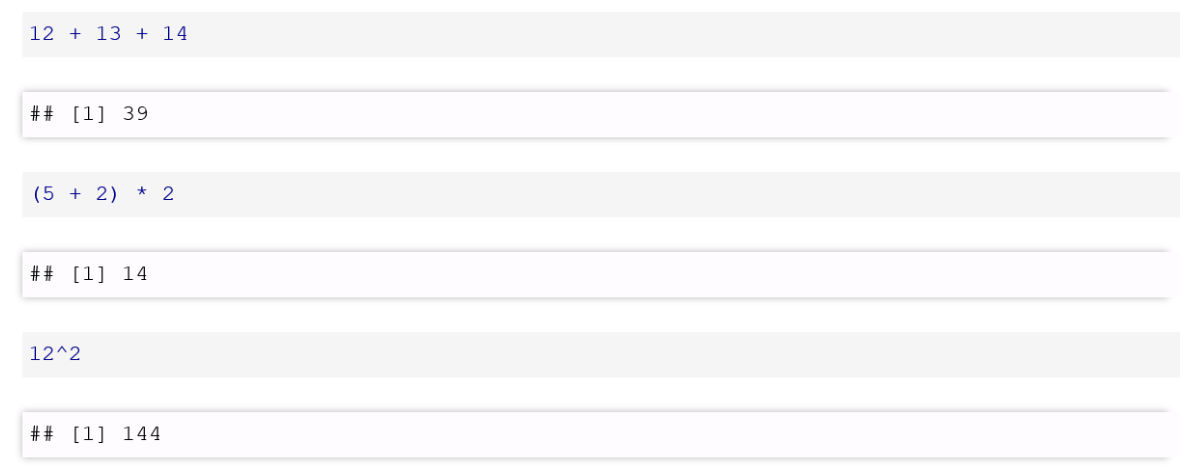 12 + 13 + 14
## [1] 39
(5 + 2) * 2
## [1] 14
12^2
## [1] 144